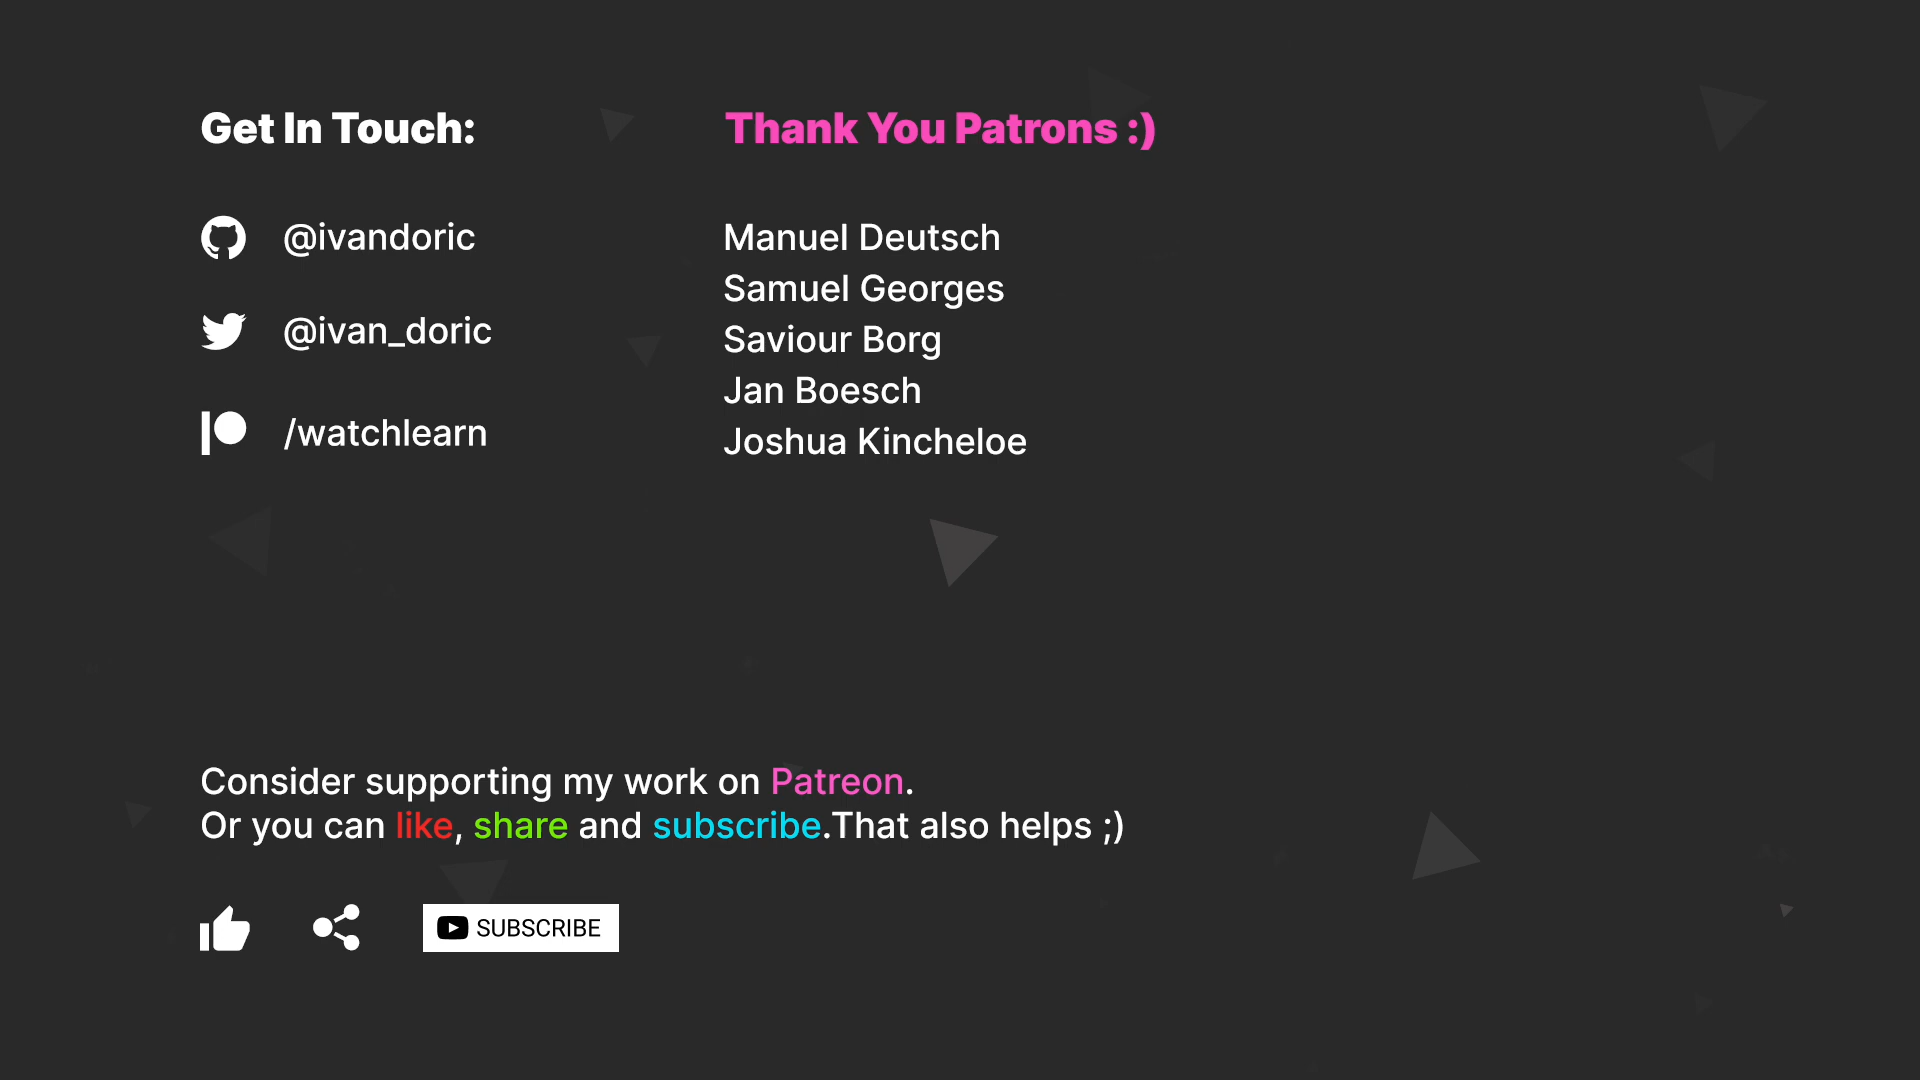 Get In Touch:
@ivandoric
@ivan_doric
/watchlearn
Thank You Patrons :)
Manuel Deutsch
Samuel Georges
Saviour Borg
Jan Boesch
Joshua Kincheloe
Consider supporting my work on Patreon.
Or you can like, share and subscribe.That also helps ;)
SUBSCRIBE